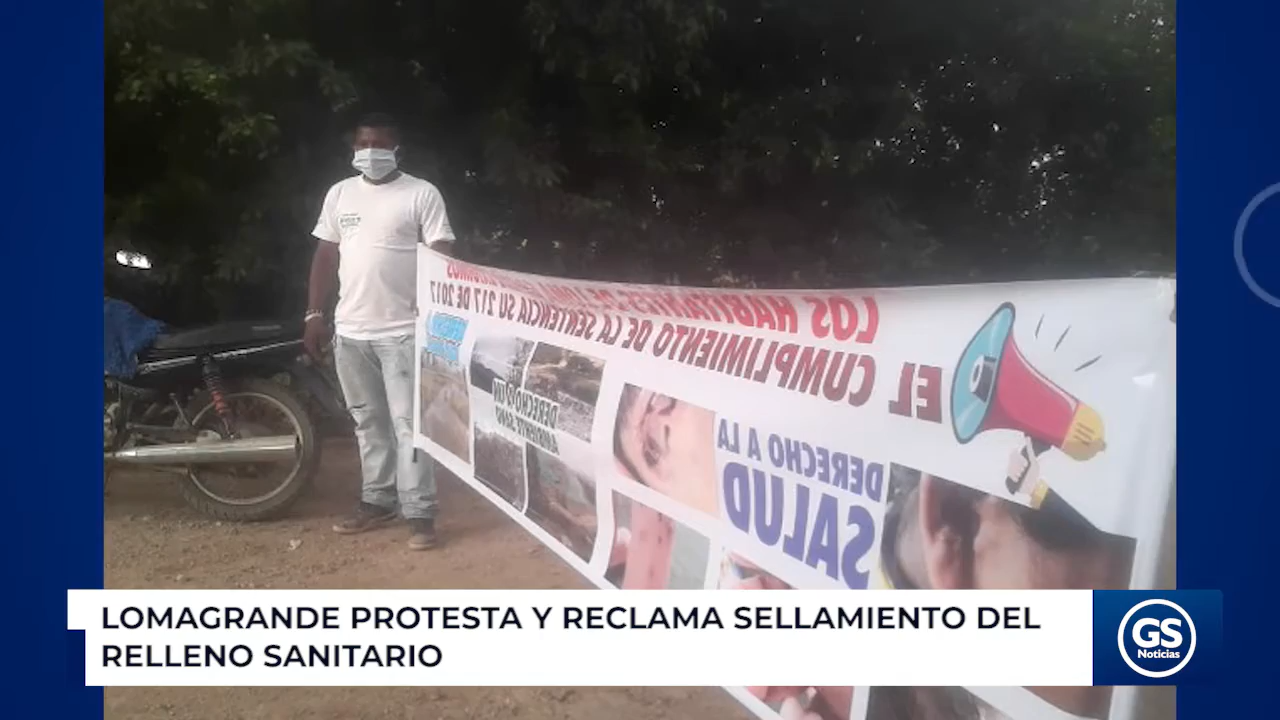 LOS HABITANTES DE
EL CUMPLIMIENTO DE LA SENTENCIA SU 217 DE 2017
DERECHO A LA
SALUD
DERECHO A UN
AMBIENTE SANO
LOMAGRANDE PROTESTA Y RECLAMA SELLAMIENTO DEL
RELLENO SANITARIO
GS
Noticias